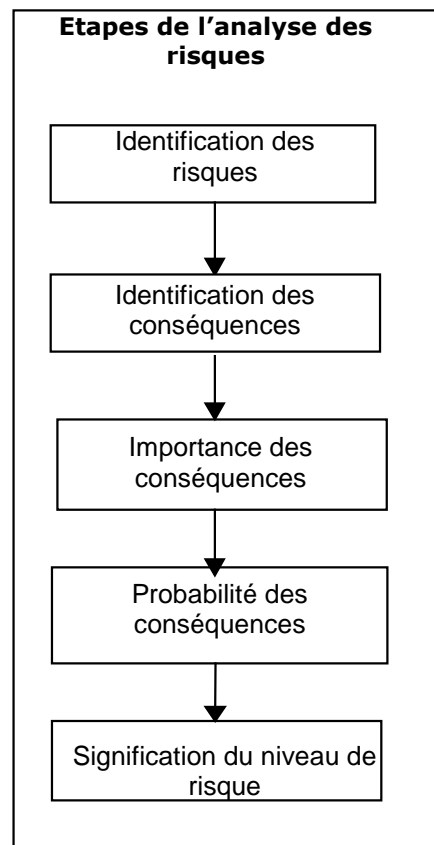 Etapes de l’analyse des
risques
Identification des
risques
Identification des
conséquences
Importance des
conséquences
Probabilité des
conséquences
Signification du niveau de
risque